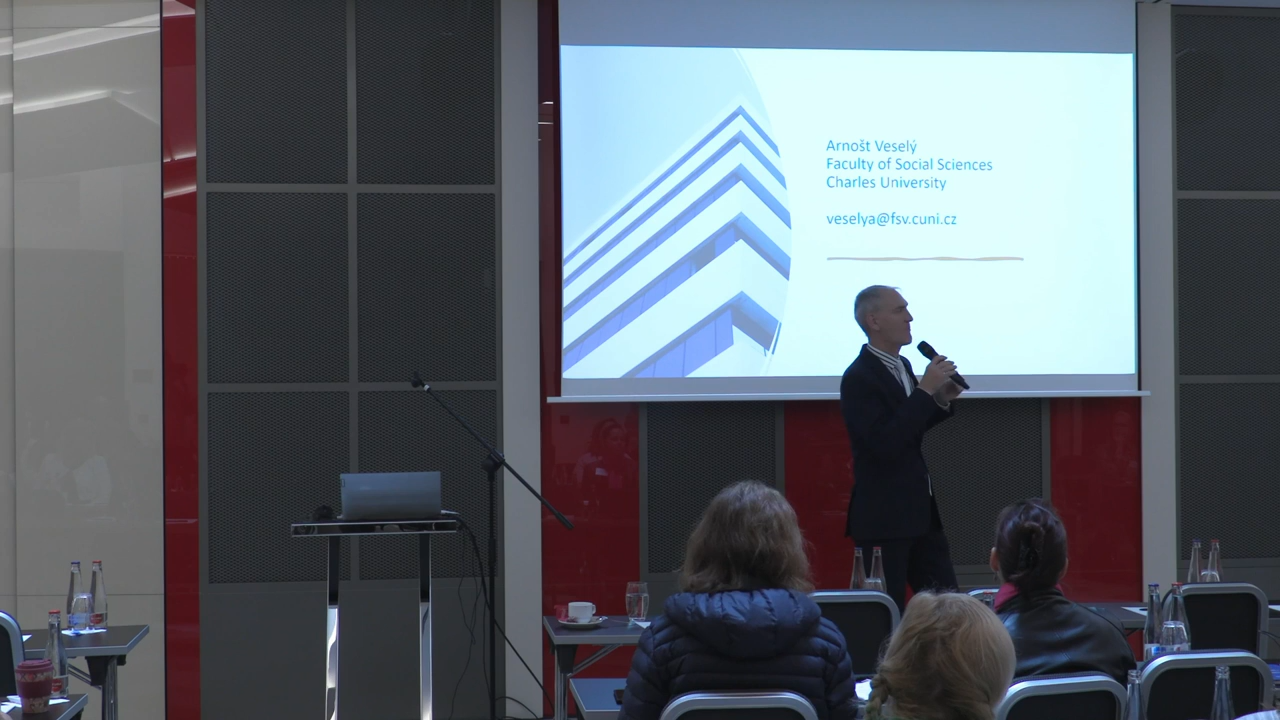 Arnošt Veselý
Faculty of Social Sciences
Charles University
veselya@fsv.cuni.cz